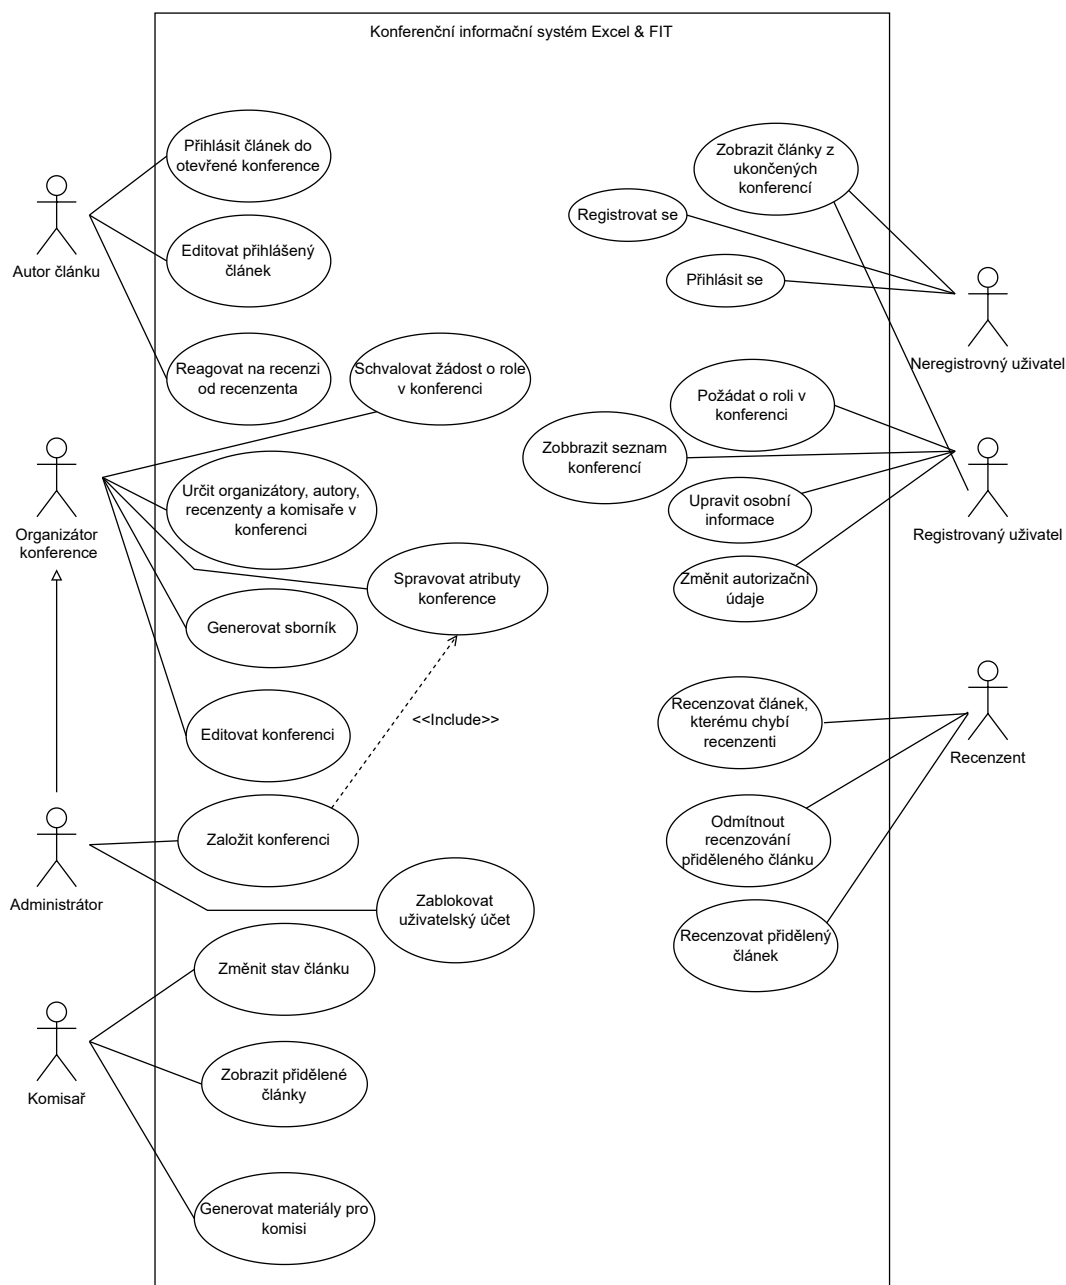 Konferenční informační systém Excel & FIT
Přihlásit článek do
otevřené konference
Autor článku
Editovat přihlášený
článek
Reagovat na recenzi
od recenzenta
Schvalovat žádost o role
v konferenci
Organizátor
konference
Určit organizátory, autory,
recenzenty a komisaře v
konferenci
Spravovat atributy
konference
Generovat sborník
<<Include>>
Editovat konferenci
Administrátor
Založit konferenci
Zablokovat
uživatelský účet
Změnit stav článku
Komisař
Zobrazit přidělené
články
Generovat materiály pro
komisi
Zobrazit články z
ukončených
konferencí
Registrovat se
Přihlásit se
Neregistrovný uživatel
Požádat o roli v
konferenci
Zobbrazit seznam
konferencí
Upravit osobní
informace
Registrovaný uživatel
Změnit autorizační
údaje
Recenzovat článek,
kterému chybí
recenzenti
Recenzent
Odmítnout
recenzování
přiděleného článku
Recenzovat přidělený
článek